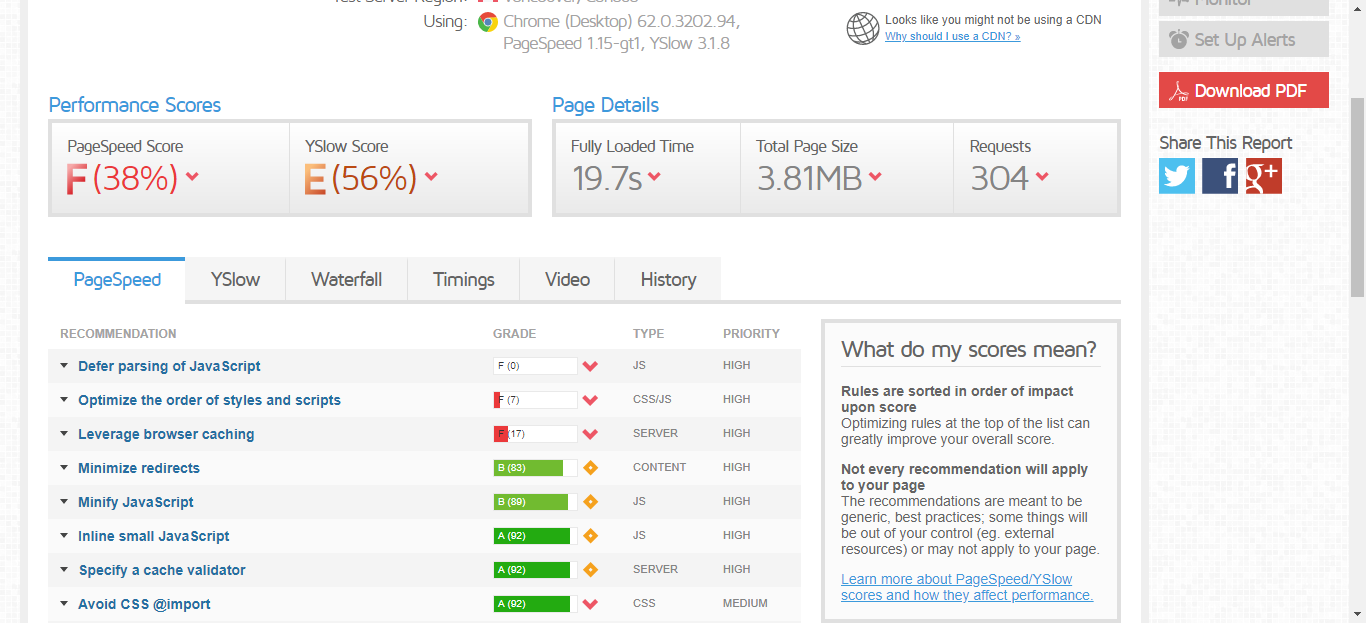 Using: Chrome (Desktop) 62.0.3202.94,
PageSpeed 1.15-gt1, YSlow 3.1.8
Looks like you might not be using a CDN
Why should I use a CDN? »
Monitor
Set Up Alerts
Download PDF
Share This Report
Performance Scores
PageSpeed Score
F (38%)
YSlow Score
E (56%)
Page Details
Fully Loaded Time
19.7s
Total Page Size
3.81MB
Requests
304
PageSpeed YSlow Waterfall Timings Video History
RECOMMENDATION GRADE TYPE PRIORITY
Defer parsing of JavaScript F (0) JS HIGH
Optimize the order of styles and scripts F (7) CSS/JS HIGH
Leverage browser caching F (17) SERVER HIGH
Minimize redirects B (83) CONTENT HIGH
Minify JavaScript B (89) JS HIGH
Inline small JavaScript A (92) JS HIGH
Specify a cache validator A (92) SERVER HIGH
Avoid CSS @import A (92) CSS MEDIUM
What do my scores mean?
Rules are sorted in order of impact
upon score
Optimizing rules at the top of the list can
greatly improve your overall score.
Not every recommendation will apply
to your page
The recommendations are meant to be
generic, best practices; some things will
be out of your control (eg. external
resources) or may not apply to your page.
Learn more about PageSpeed/YSlow
scores and how they affect performance.